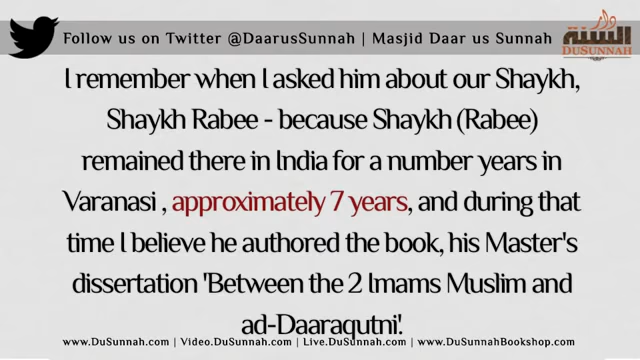 Follow us on Twitter @DaarusSunnah | Masjid Daar us Sunnah
دار
السنة
DUSUNNAH
I remember when I asked him about our Shaykh,
Shaykh Rabee - because Shaykh (Rabee)
remained there in India for a number years in
Varanasi , approximately 7 years, and during that
time I believe he authored the book, his Master's
dissertation 'Between the 2 Imams Muslim and
ad-Daaraqutni'.
www.DuSunnah.com | Video.DuSunnah.com | Live.DuSunnah.com | www.DuSunnahBookshop.com